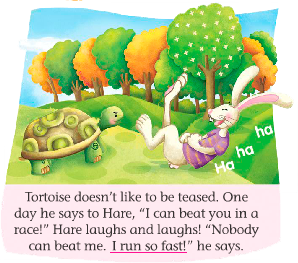 Ha ha ha
Tortoise doesn't like to be teased. One
day he says to Hare, "I can beat you in a
race!" Hare laughs and laughs! "Nobody
can beat me. I run so fast!" he says.